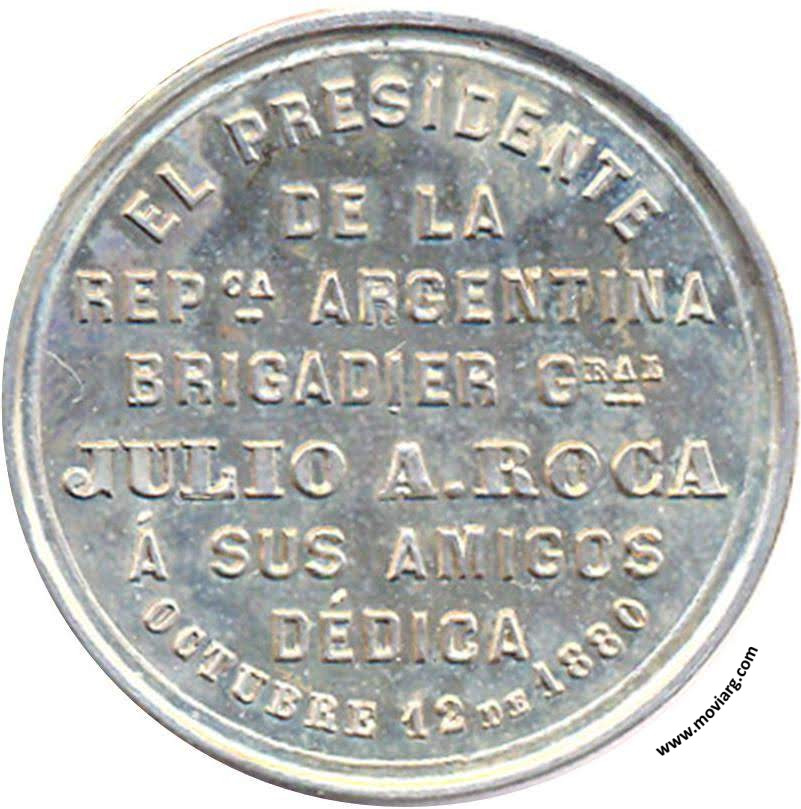 EL PRESIDENTE
DE LA
REPCA ARGENTINA
BRIGADIER GRAL
JULIO A. ROCA
Á SUS AMIGOS
DÉDICA
OCTUBRE 12 DE 1880
www.moviarg.com